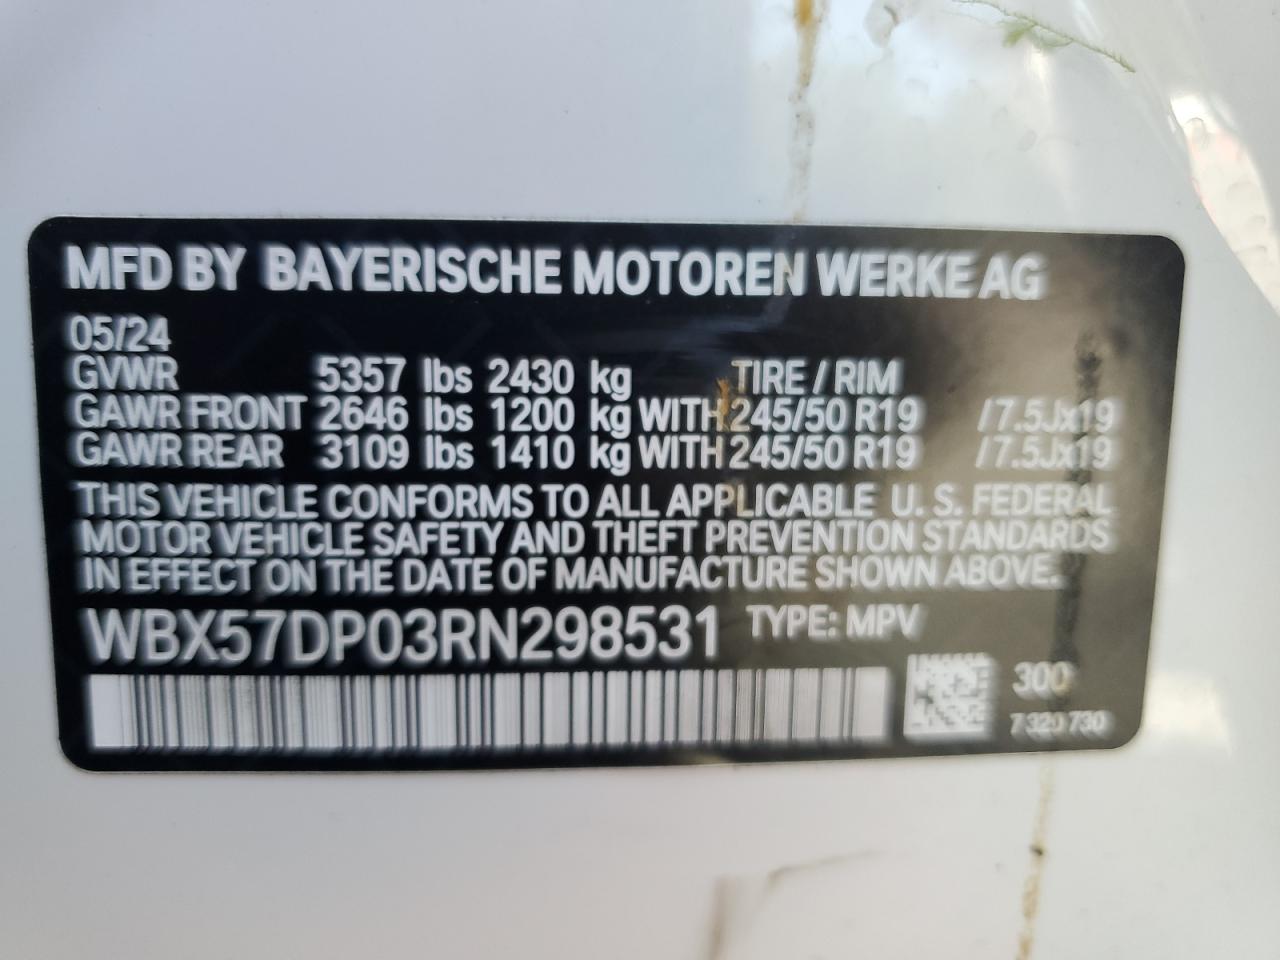 MFD BY BAYERISCHE MOTOREN WERKE AG
05/24
GVWR 5357 lbs 2430 kg TIRE / RIM
GAWR FRONT 2646 lbs 1200 kg WITH 245/50 R19 /7.5Jx19
GAWR REAR 3109 lbs 1410 kg WITH 245/50 R19 /7.5Jx19
THIS VEHICLE CONFORMS TO ALL APPLICABLE U. S. FEDERAL
MOTOR VEHICLE SAFETY AND THEFT PREVENTION STANDARDS
IN EFFECT ON THE DATE OF MANUFACTURE SHOWN ABOVE.
WBX57DP03RN298531 TYPE: MPV
300
7 320 730